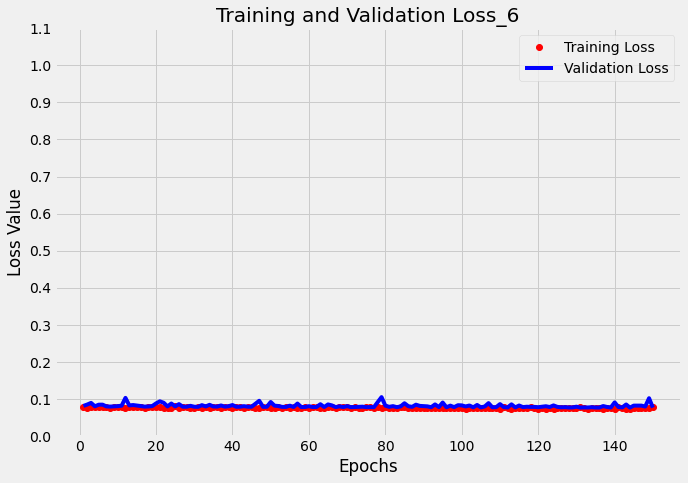 Training and Validation Loss_6
Training Loss
Validation Loss
1.1
1.0
0.9
0.8
0.7
0.6
0.5
0.4
0.3
0.2
0.1
0.0
Loss Value
0 20 40 60 80 100 120 140
Epochs